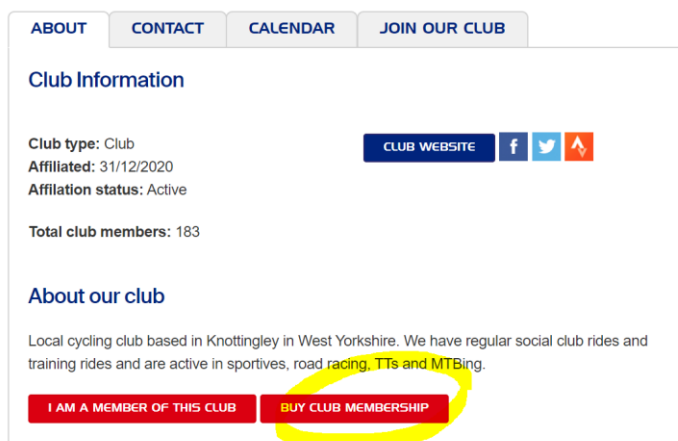 ABOUT CONTACT CALENDAR JOIN OUR CLUB
Club Information
Club type: Club
CLUB WEBSITE f
Affiliated: 31/12/2020
Affilation status: Active
Total club members: 183
About our club
Local cycling club based in Knottingley in West Yorkshire. We have regular social club rides and
training rides and are active in sportives, road racing, TTs and MTBing.
I AM A MEMBER OF THIS CLUB BUY CLUB MEMBERSHIP